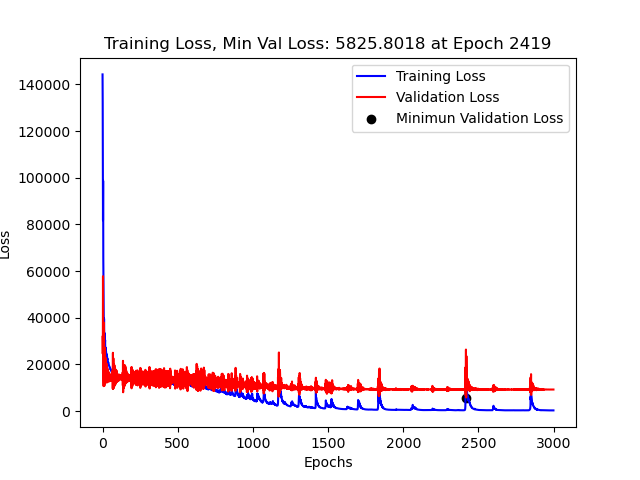 Training Loss, Min Val Loss: 5825.8018 at Epoch 2419
Training Loss
Validation Loss
Minimun Validation Loss
140000
120000
100000
80000
60000
40000
20000
0
Loss
0 500 1000 1500 2000 2500 3000
Epochs